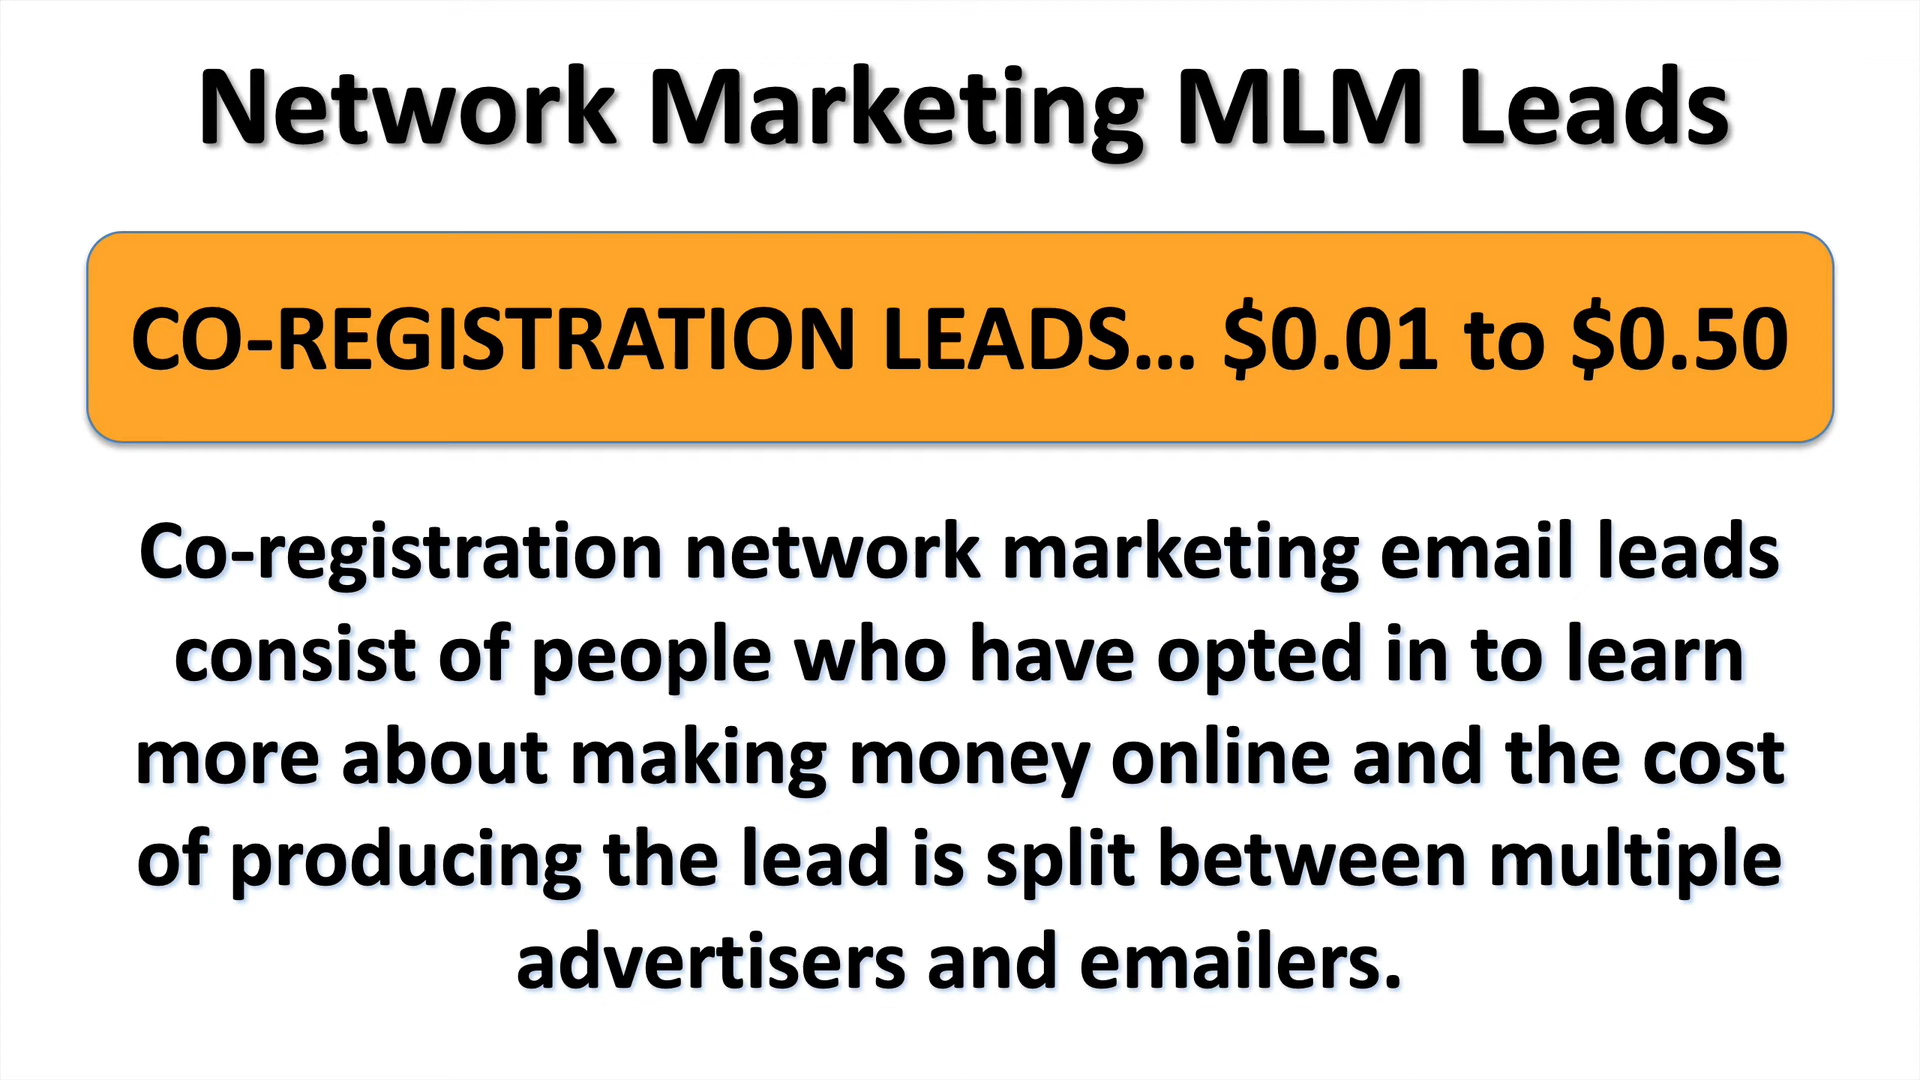 Network Marketing MLM Leads
CO-REGISTRATION LEADS... $0.01 to $0.50
Co-registration network marketing email leads
consist of people who have opted in to learn
more about making money online and the cost
of producing the lead is split between multiple
advertisers and emailers.